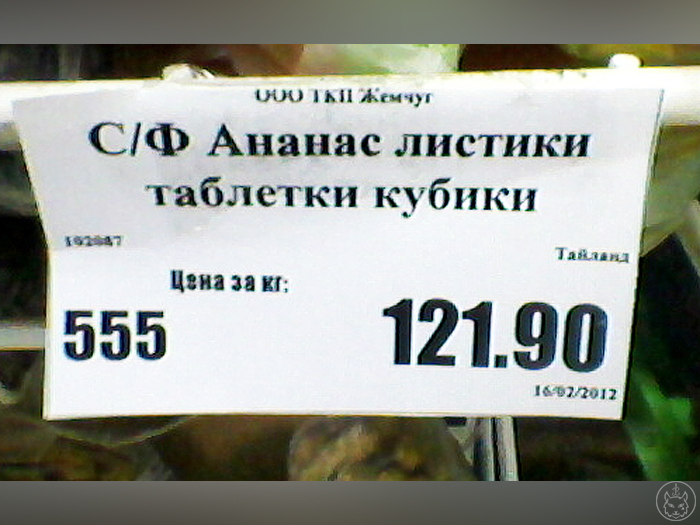 ООО ТКП Жемчуг
С/Ф Ананас листики
таблетки кубики
102087
Тайланд
Цена за кг:
555
121.90
16/02/2012